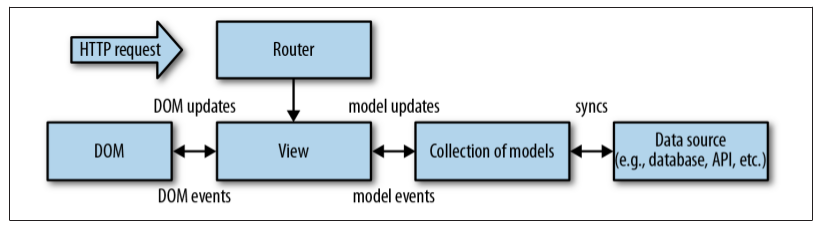 HTTP request
Router
DOM updates
model updates
syncs
DOM
View
Collection of models
Data source
(e.g., database, API, etc.)
DOM events
model events